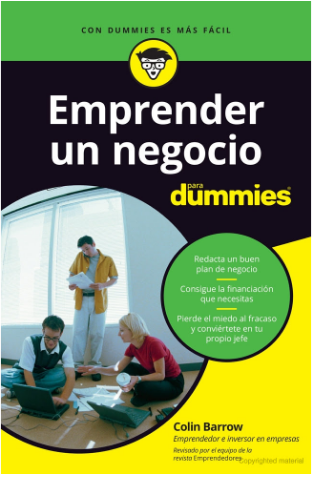 CON DUMMIES ES MÁS FÁCIL
Emprender
un negocio
para
dummies®
Redacta un buen
plan de negocio
Consigue la financiación
que necesitas
Pierde el miedo al fracaso
y conviértete en tu
propio jefe
Colin Barrow
Emprendedor e inversor en empresas
Revisado por el equipo de la
revista Emprendedores
Copyrighted material